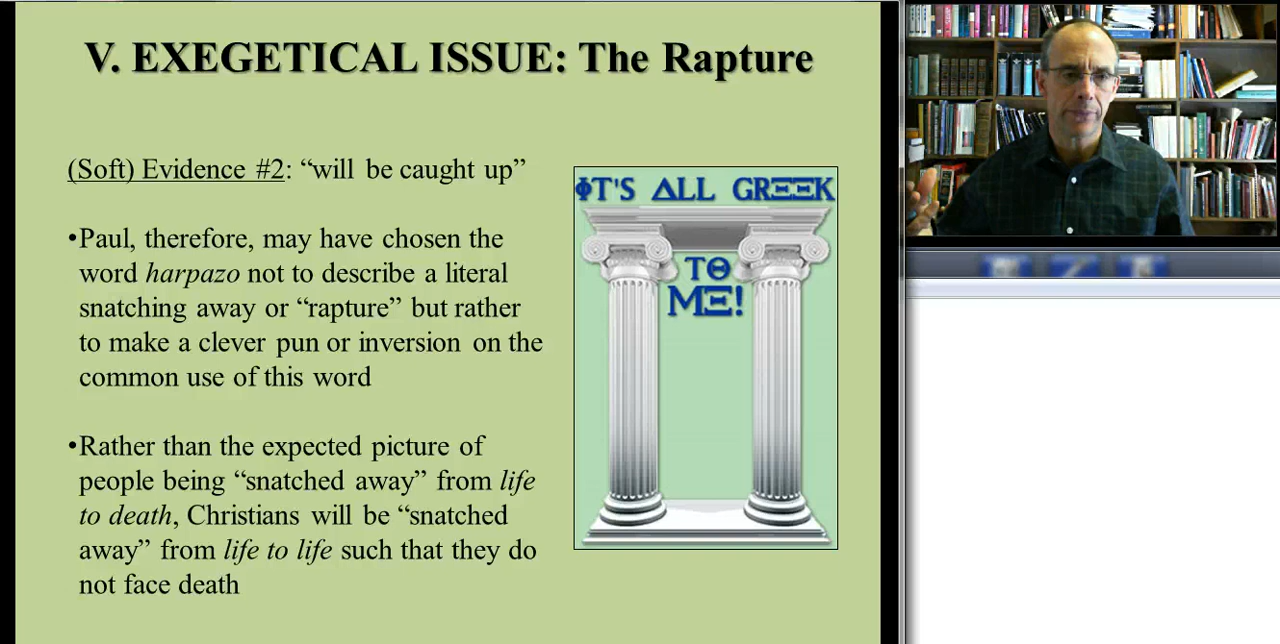 V. EXEGETICAL ISSUE: The Rapture
(Soft) Evidence #2: “will be caught up”
•Paul, therefore, may have chosen the
word harpazo not to describe a literal
snatching away or “rapture” but rather
to make a clever pun or inversion on the
common use of this word
•Rather than the expected picture of
people being “snatched away” from life
to death, Christians will be “snatched
away” from life to life such that they do
not face death
ΦT'S ΔLL GRΞΞK
TΘ
MΞ!